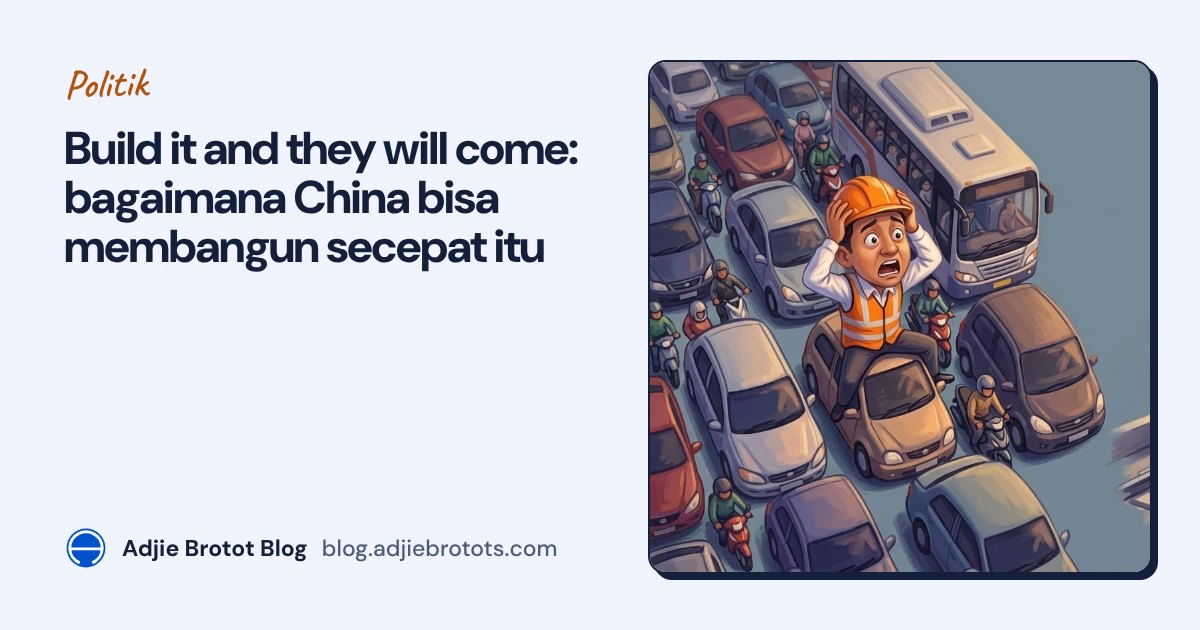 Politik
Build it and they will come:
bagaimana China bisa
membangun secepat itu
Adjie Brotot Blog blog.adjiebrotots.com